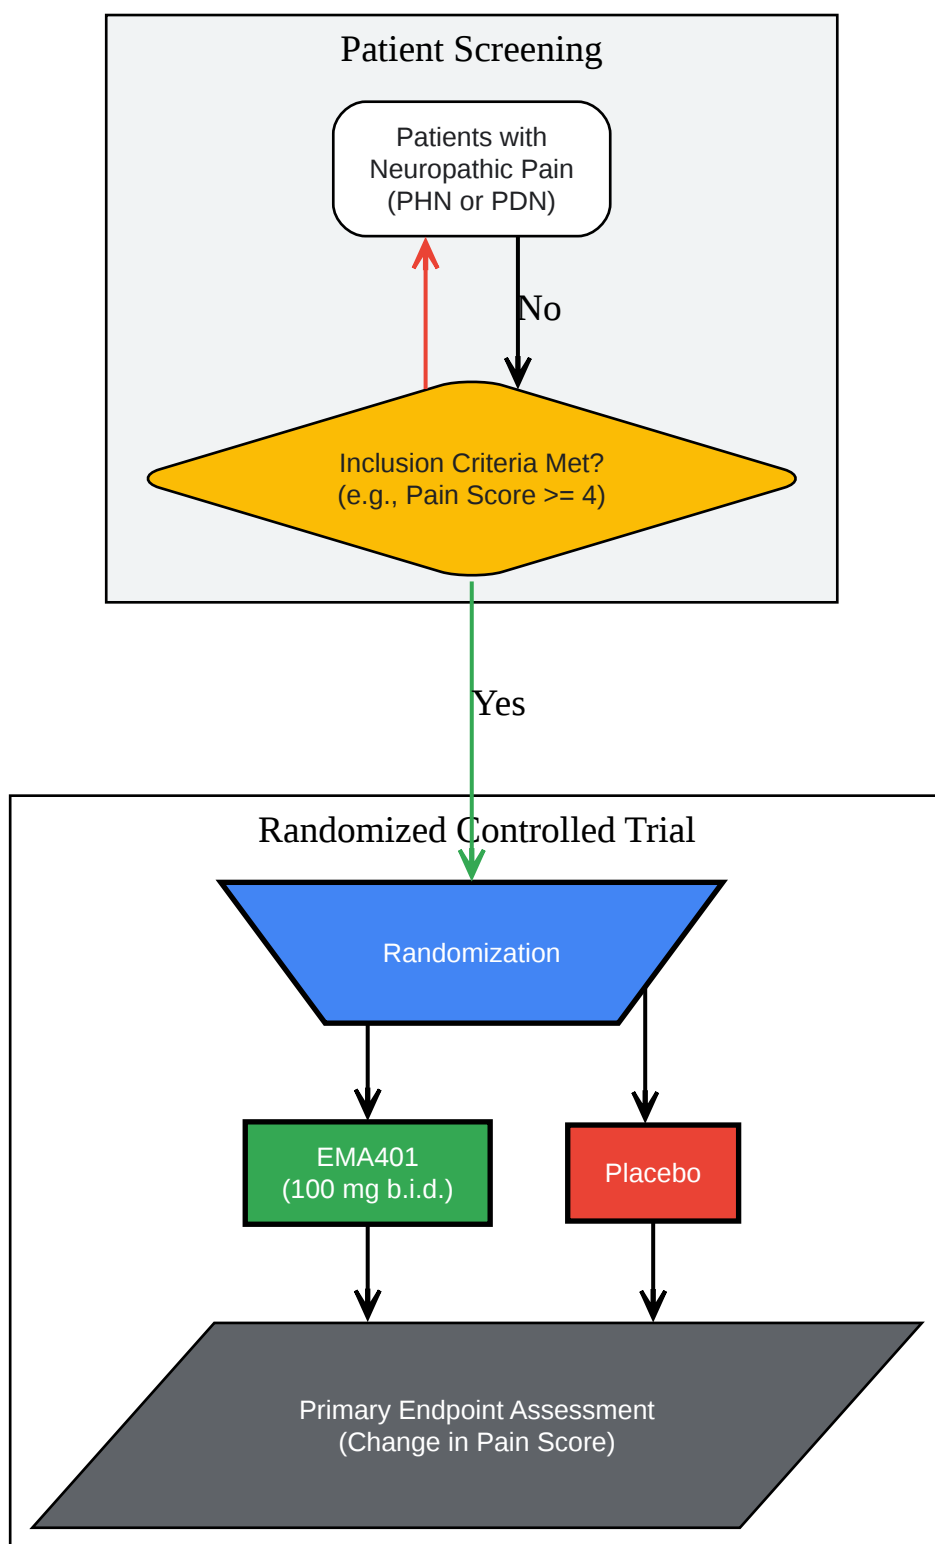 Patient Screening
Patients with
Neuropathic Pain
(PHN or PDN)
No
Inclusion Criteria Met?
(e.g., Pain Score >= 4)
Yes
Randomized Controlled Trial
Randomization
EMA401
(100 mg b.i.d.)
Placebo
Primary Endpoint Assessment
(Change in Pain Score)